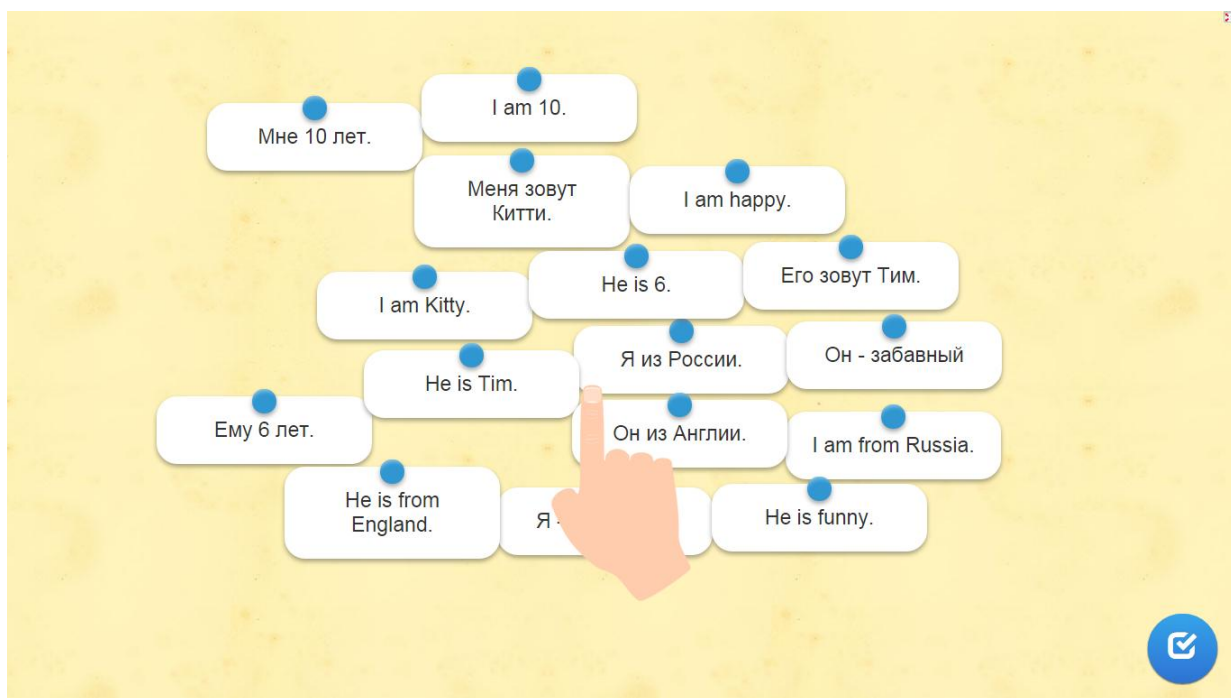 I am 10.
Мне 10 лет.
Меня зовут
Китти.
I am happy.
Его зовут Тим.
He is 6.
I am Kitty.
Я из России.
Он - забавный
He is Tim.
Ему 6 лет.
Он из Англии.
I am from Russia.
He is from
England.
Я -
He is funny.